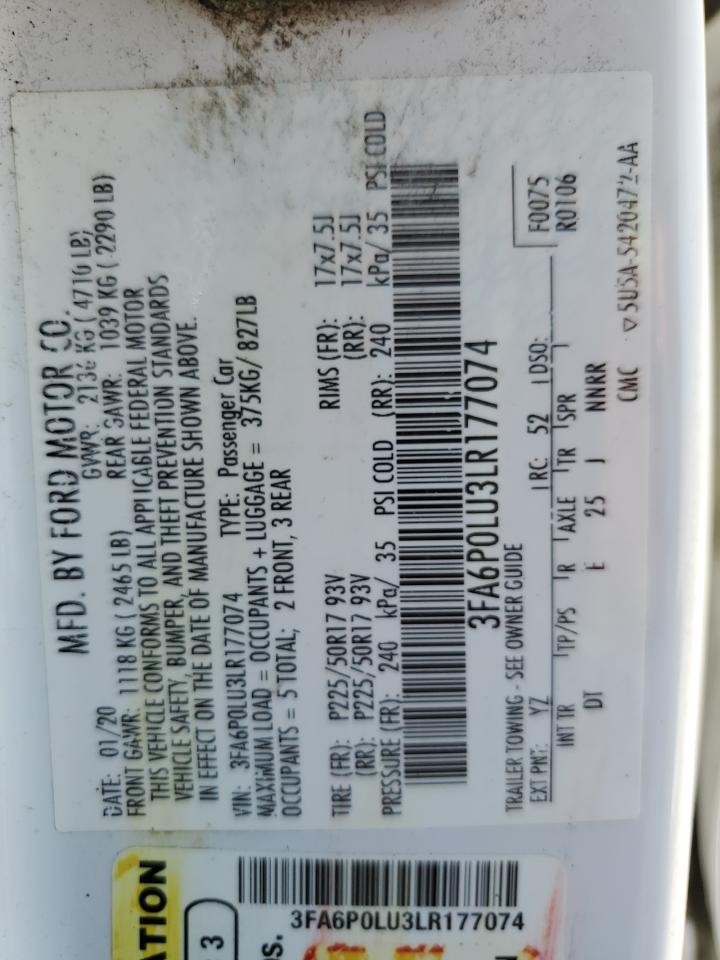 MFD. BY FORD MOTOR CO.
DATE: 01/20 GVWR: 2136 KG ( 4710 LB)
FRONT GAWR: 1118 KG ( 2465 LB) REAR GAWR: 1039 KG ( 2290 LB)
THIS VEHICLE CONFORMS TO ALL APPLICABLE FEDERAL MOTOR
VEHICLE SAFETY, BUMPER, AND THEFT PREVENTION STANDARDS
IN EFFECT ON THE DATE OF MANUFACTURE SHOWN ABOVE.
VIN: 3FA6P0LU3LR177074 TYPE: Passenger Car
MAXIMUM LOAD = OCCUPANTS + LUGGAGE = 375KG/ 827LB
OCCUPANTS = 5 TOTAL; 2 FRONT, 3 REAR
TIRE (FR): P225/50R17 93V RIMS (FR): 17x7.5J
(RR): P225/50R17 93V (RR): 17x7.5J
PRESSURE (FR): 240 kPa/ 35 PSI COLD (RR): 240 kPa/ 35 PSI COLD
3FA6P0LU3LR177074
TRAILER TOWING - SEE OWNER GUIDE F0075
EXT PNT: YZ RC: 52 DSO: R0106
INT TR TP/PS R AXLE TR SPR
DT E 25 J NNRR
CMC
3FA6P0LU3LR177074
3